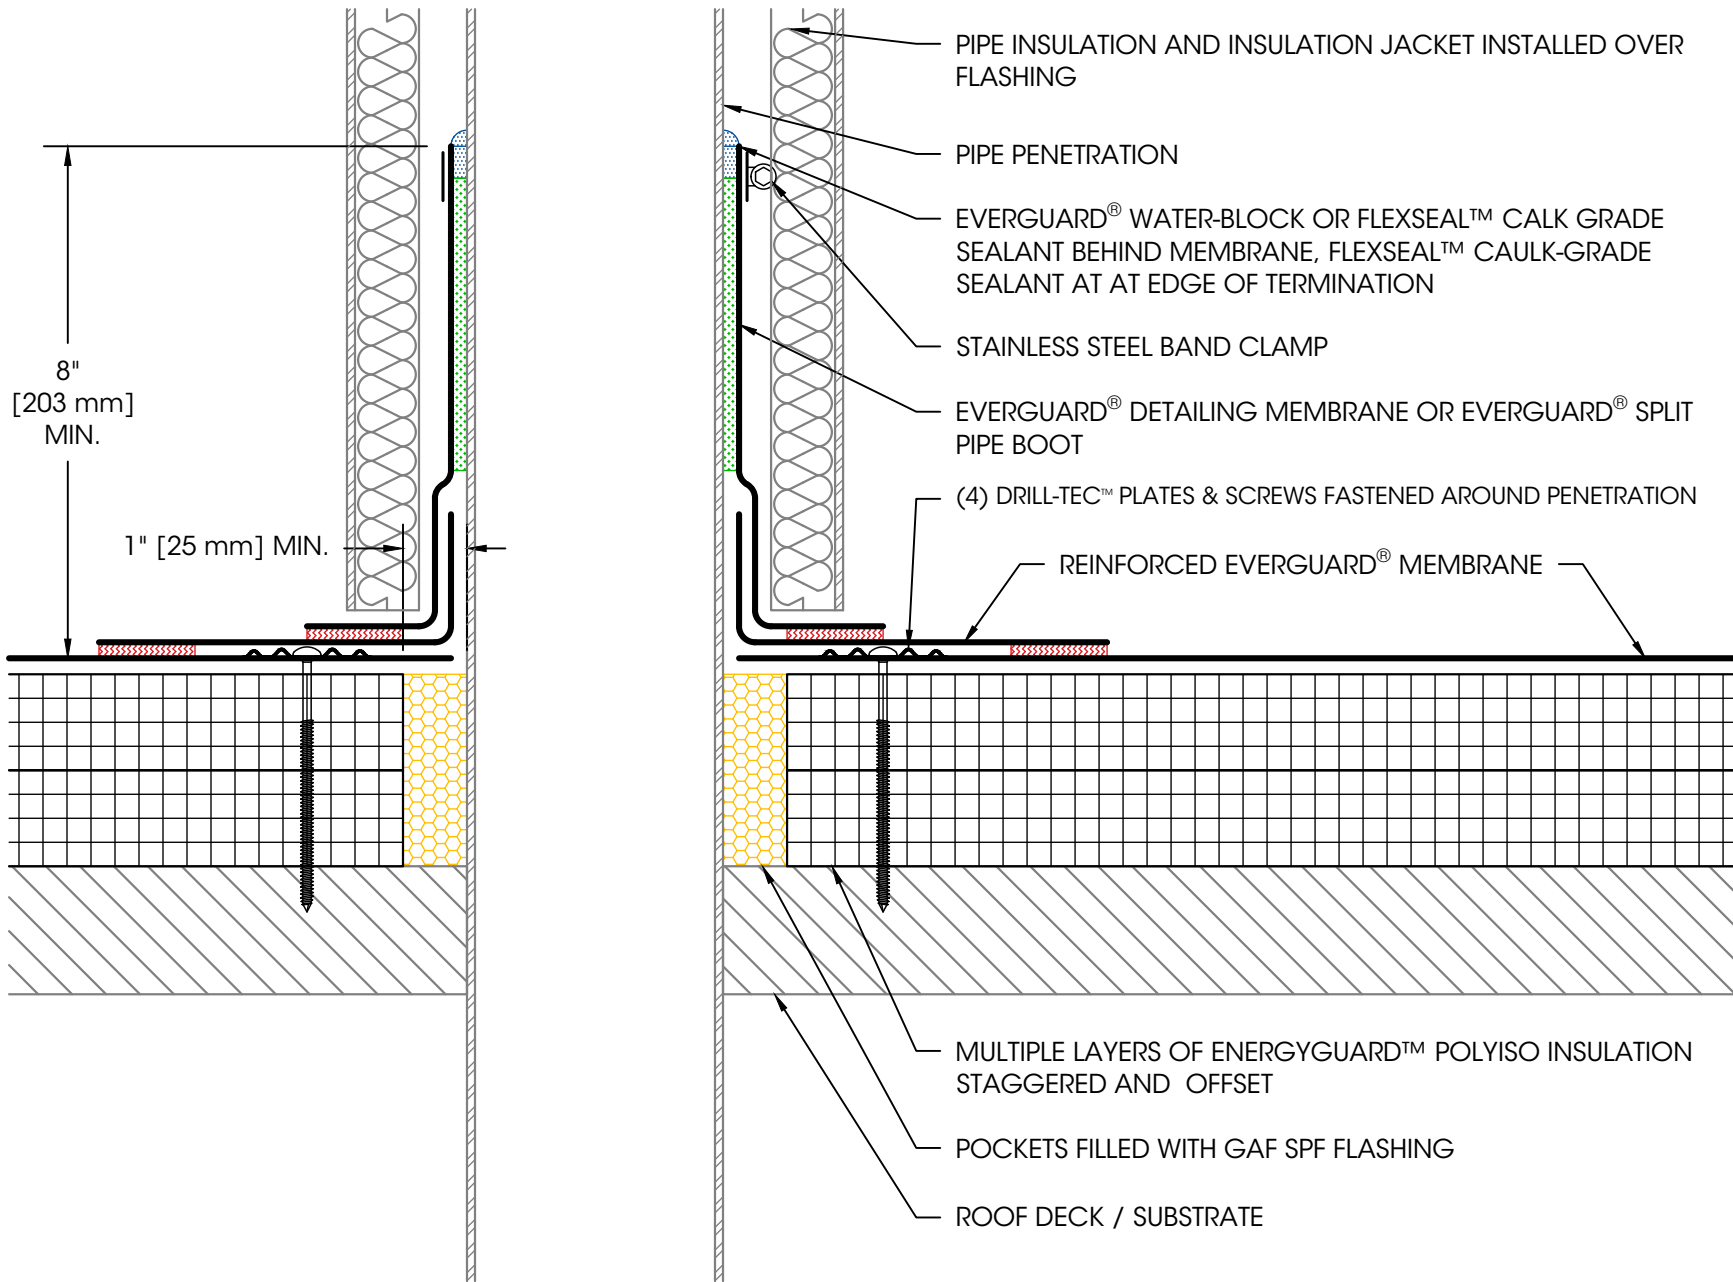 PIPE INSULATION AND INSULATION JACKET INSTALLED OVER
FLASHING
PIPE PENETRATION
EVERGUARD® WATER-BLOCK OR FLEXSEAL™ CALK GRADE
SEALANT BEHIND MEMBRANE, FLEXSEAL™ CAULK-GRADE
SEALANT AT AT EDGE OF TERMINATION
STAINLESS STEEL BAND CLAMP
8"
[203 mm]
MIN.
EVERGUARD® DETAILING MEMBRANE OR EVERGUARD® SPLIT
PIPE BOOT
(4) DRILL-TEC™ PLATES & SCREWS FASTENED AROUND PENETRATION
1" [25 mm] MIN.
REINFORCED EVERGUARD® MEMBRANE
MULTIPLE LAYERS OF ENERGYGUARD™ POLYISO INSULATION
STAGGERED AND OFFSET
POCKETS FILLED WITH GAF SPF FLASHING
ROOF DECK / SUBSTRATE